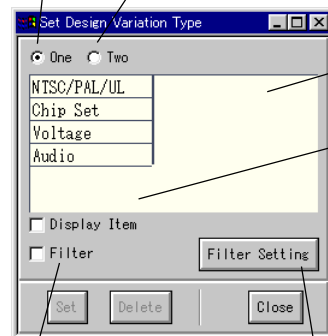 Set Design Variation Type
One Two
NTSC/PAL/UL
Chip Set
Voltage
Audio
Display Item
Filter Filter Setting
Set Delete Close